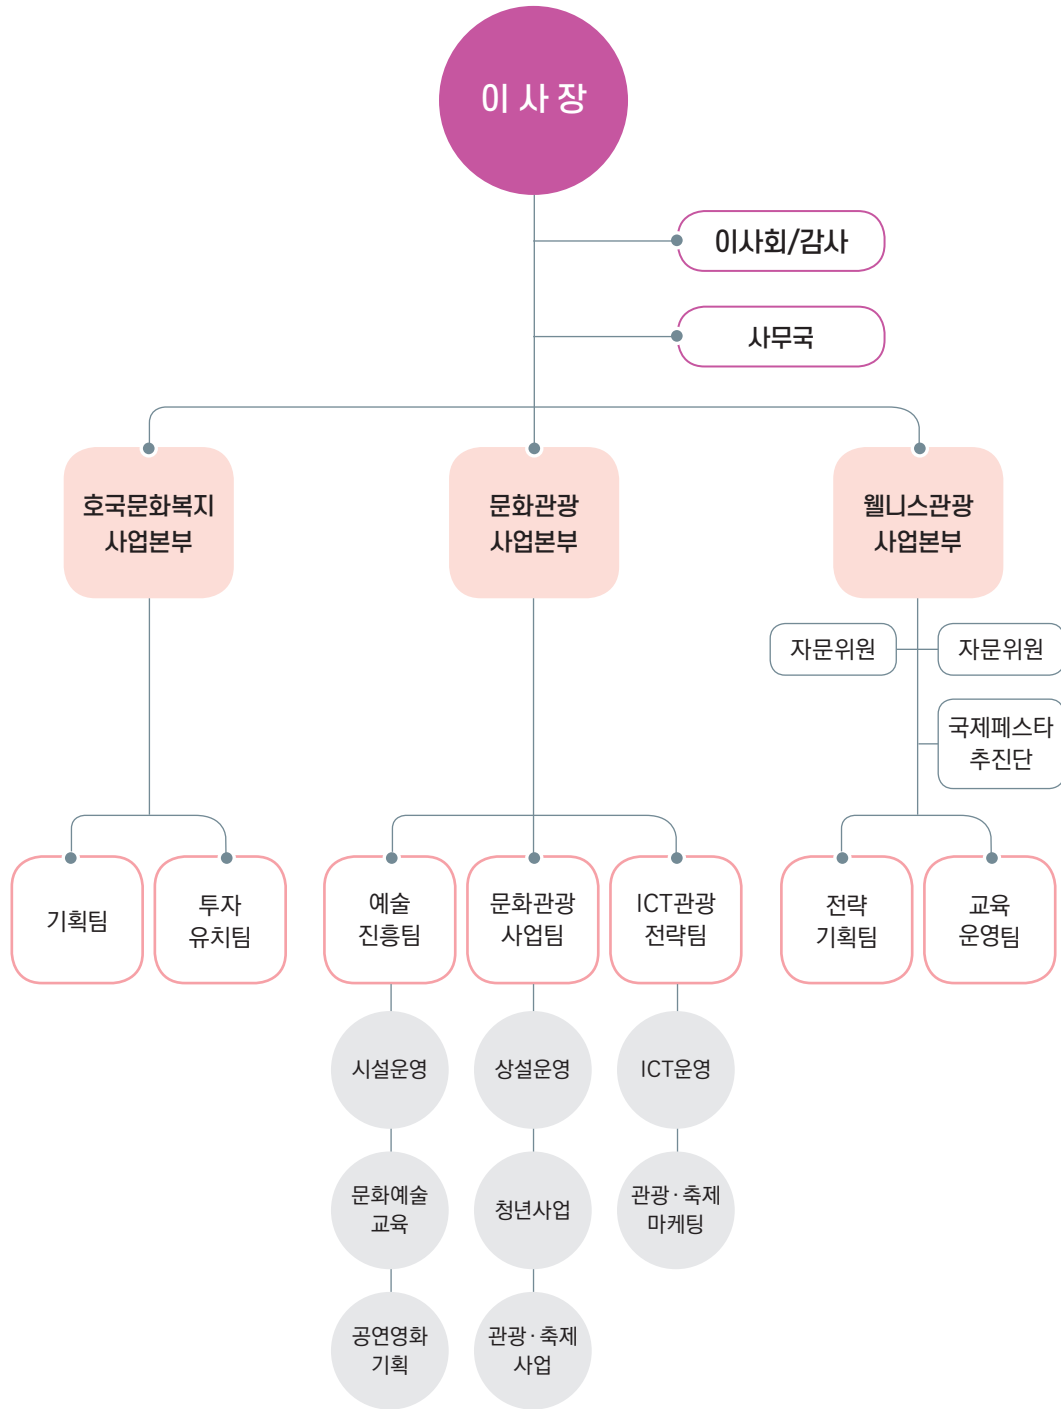 이사장
이사회/감사
사무국
호국문화복지
사업본부
문화관광
사업본부
웰니스관광
사업본부
자문위원
자문위원
국제페스타
추진단
기획팀
투자
유치팀
예술
진흥팀
문화관광
사업팀
ICT관광
전략팀
전략
기획팀
교육
운영팀
시설운영
상설운영
ICT운영
문화예술
교육
청년사업
관광·축제
마케팅
공연영화
기획
관광·축제
사업